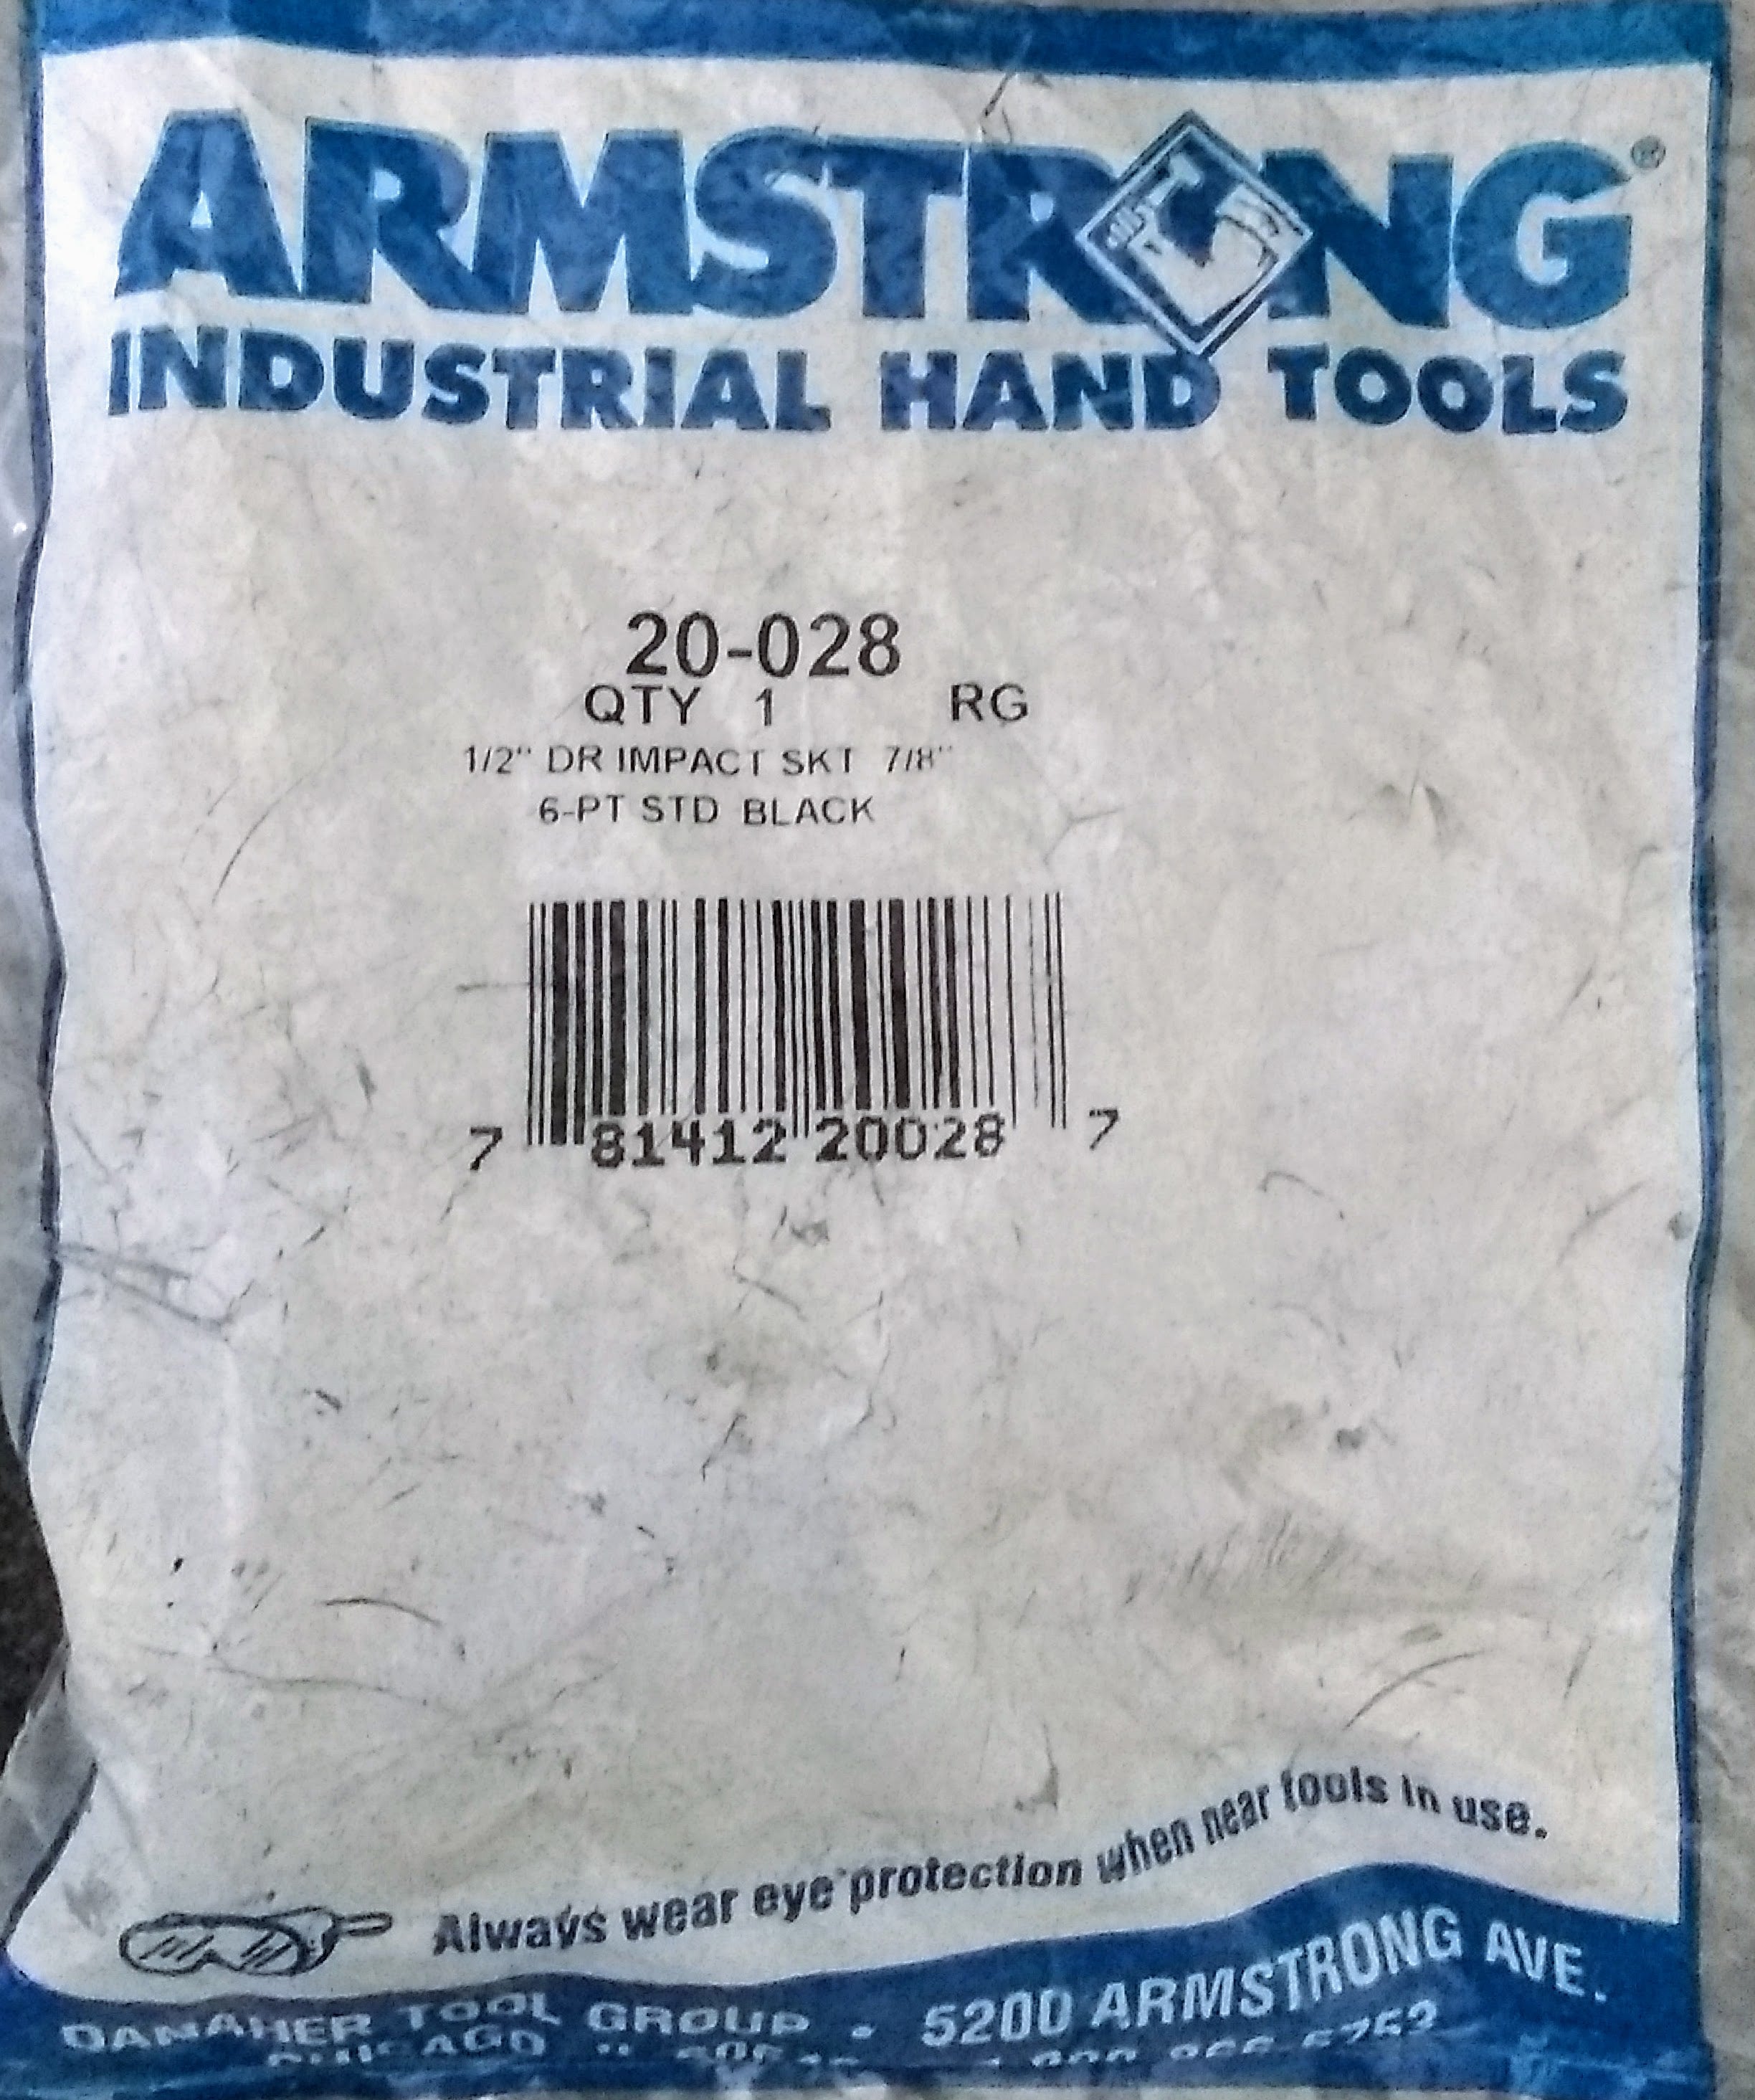 ARMSTRONG®
INDUSTRIAL HAND TOOLS
20-028
QTY 1 RG
1/2" DR IMPACT SKT 7/8"
6-PT STD BLACK
7 81412 20028 7
Always wear eye protection when near tools in use.
DANAHER TOOL GROUP • 5200 ARMSTRONG AVE.
CHICAGO